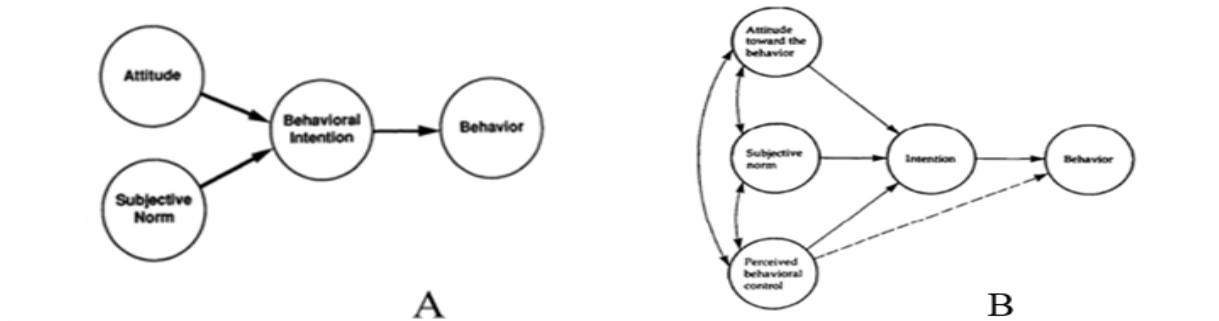 Attitude
Subjective
Norm
Behavioral
Intention
Behavior
A
Attitude
toward the
behavior
Subjective
norm
Perceived
behavioral
control
Intention
Behavior
B